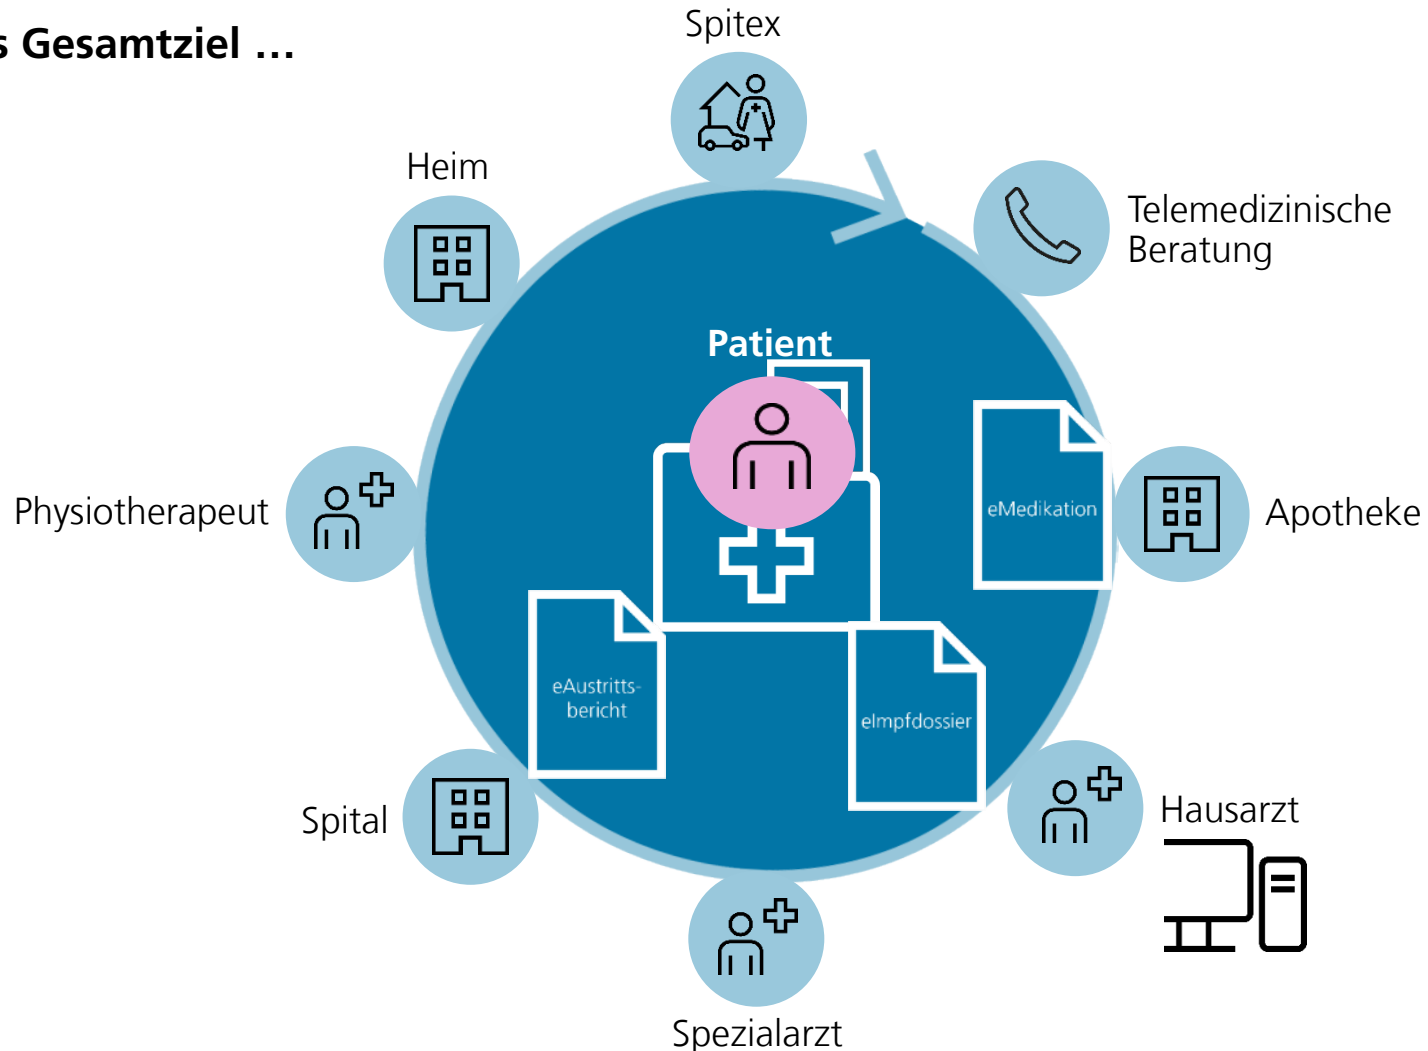 s Gesamtziel …
Spitex
Heim
Telemedizinische
Beratung
Patient
eMedikation
Physiotherapeut
Apotheke
eAustritts-
bericht
eImpfdossier
Spital
Hausarzt
Spezialarzt